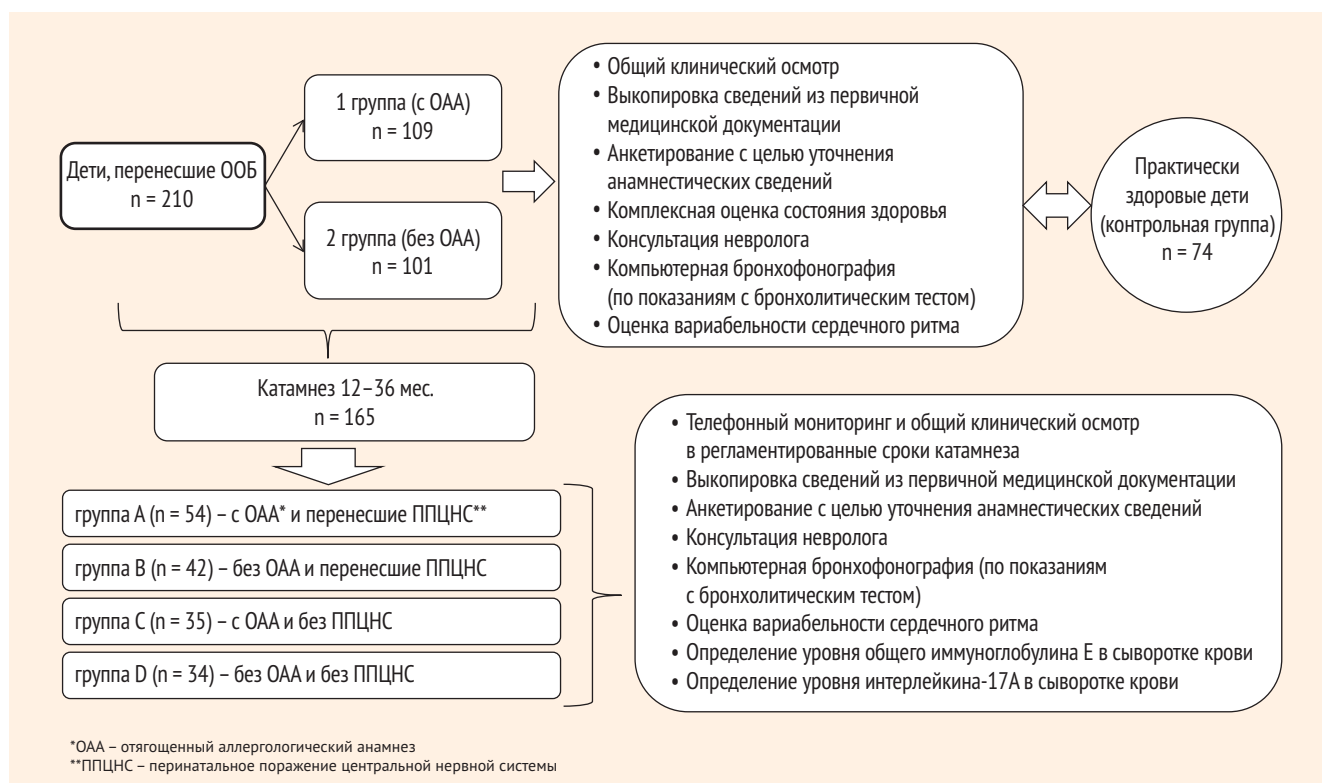 Дети, перенесшие ООБ
n = 210
1 группа (с ОАА)
n = 109
2 группа (без ОАА)
n = 101
• Общий клинический осмотр
• Выкопировка сведений из первичной
медицинской документации
• Анкетирование с целью уточнения
анамнестических сведений
• Комплексная оценка состояния здоровья
• Консультация невролога
• Компьютерная бронхофонография
(по показаниям с бронхолитическим тестом)
• Оценка вариабельности сердечного ритма
Практически
здоровые дети
(контрольная группа)
n = 74
Катамнез 12–36 мес.
n = 165
группа A (n = 54) – с ОАА* и перенесшие ППЦНС**
группа B (n = 42) – без ОАА и перенесшие ППЦНС
группа C (n = 35) – с ОАА и без ППЦНС
группа D (n = 34) – без ОАА и без ППЦНС
• Телефонный мониторинг и общий клинический осмотр
в регламентированные сроки катамнеза
• Выкопировка сведений из первичной медицинской документации
• Анкетирование с целью уточнения анамнестических сведений
• Консультация невролога
• Компьютерная бронхофонография (по показаниям
с бронхолитическим тестом)
• Оценка вариабельности сердечного ритма
• Определение уровня общего иммуноглобулина E в сыворотке крови
• Определение уровня интерлейкина-17А в сыворотке крови
*ОАА – отягощенный аллергологический анамнез
**ППЦНС – перинатальное поражение центральной нервной системы